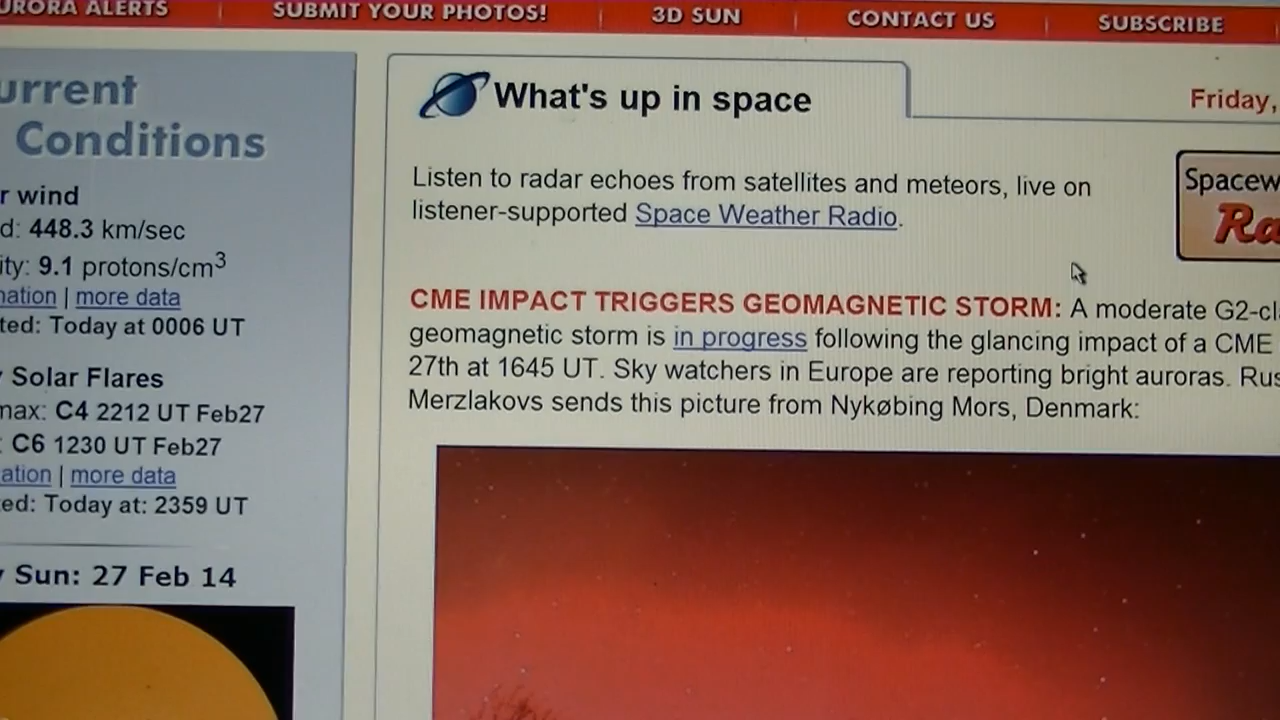 URORA ALERTS
SUBMIT YOUR PHOTOS!
3D SUN
CONTACT US
SUBSCRIBE
urrent
Conditions
r wind
d: 448.3 km/sec
ity: 9.1 protons/cm3
nation | more data
ted: Today at 0006 UT
Solar Flares
max: C4 2212 UT Feb27
: C6 1230 UT Feb27
ation | more data
ted: Today at: 2359 UT
Sun: 27 Feb 14
What's up in space
Friday,
Listen to radar echoes from satellites and meteors, live on
listener-supported Space Weather Radio.
Spacew
Ra
CME IMPACT TRIGGERS GEOMAGNETIC STORM: A moderate G2-cl
geomagnetic storm is in progress following the glancing impact of a CME
27th at 1645 UT. Sky watchers in Europe are reporting bright auroras. Rus
Merzlakovs sends this picture from Nykøbing Mors, Denmark: